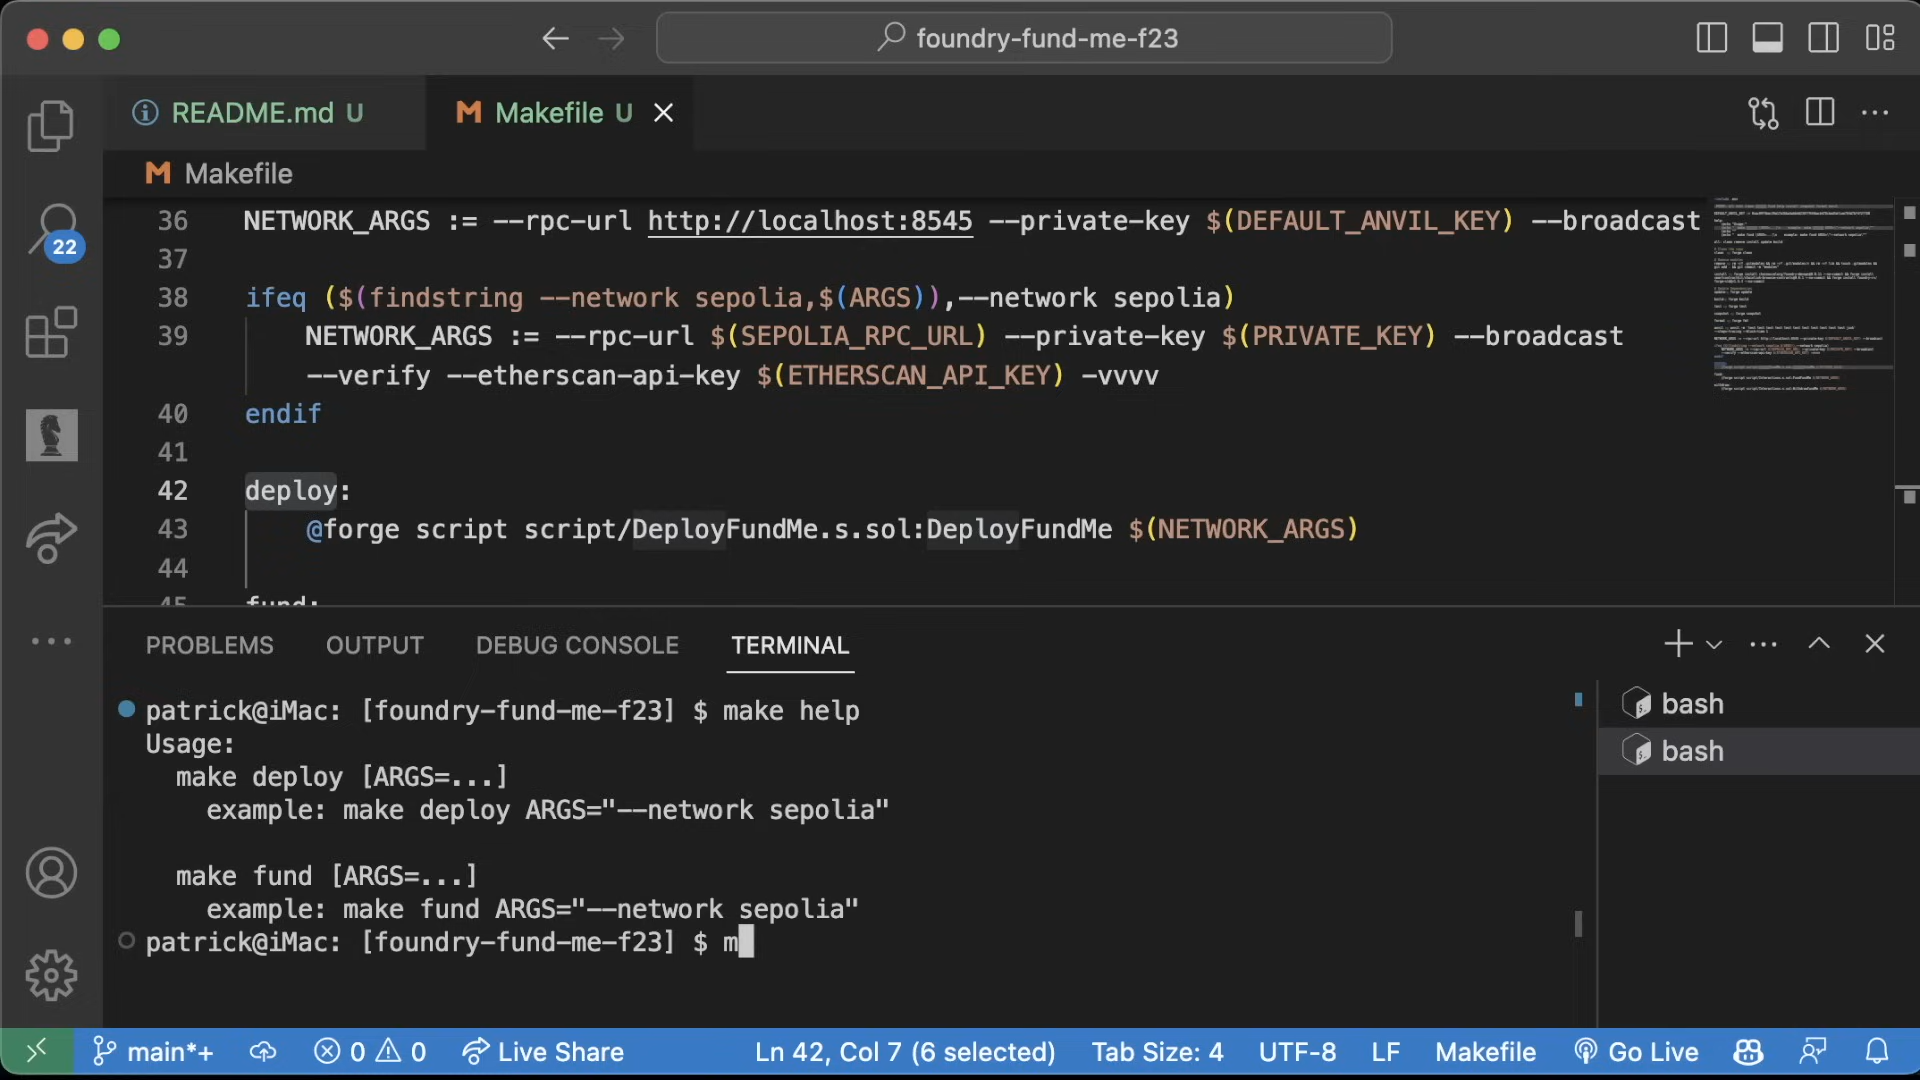 foundry-fund-me-f23
README.md U
M Makefile U
M Makefile
22
36 NETWORK_ARGS := --rpc-url http://localhost:8545 --private-key $(DEFAULT_ANVIL_KEY) --broadcast
37
38 ifeq ($(findstring --network sepolia,$(ARGS)),--network sepolia)
39 NETWORK_ARGS := --rpc-url $(SEPOLIA_RPC_URL) --private-key $(PRIVATE_KEY) --broadcast
--verify --etherscan-api-key $(ETHERSCAN_API_KEY) -vvvv
40 endif
41
42 deploy:
43 @forge script script/DeployFundMe.s.sol:DeployFundMe $(NETWORK_ARGS)
44
45 fund:
PROBLEMS OUTPUT DEBUG CONSOLE TERMINAL
patrick@iMac: [foundry-fund-me-f23] $ make help
Usage:
make deploy [ARGS=...]
example: make deploy ARGS="--network sepolia"
make fund [ARGS=...]
example: make fund ARGS="--network sepolia"
patrick@iMac: [foundry-fund-me-f23] $ m
bash
bash
main*+ 0 0 Live Share Ln 42, Col 7 (6 selected) Tab Size: 4 UTF-8 LF Makefile Go Live